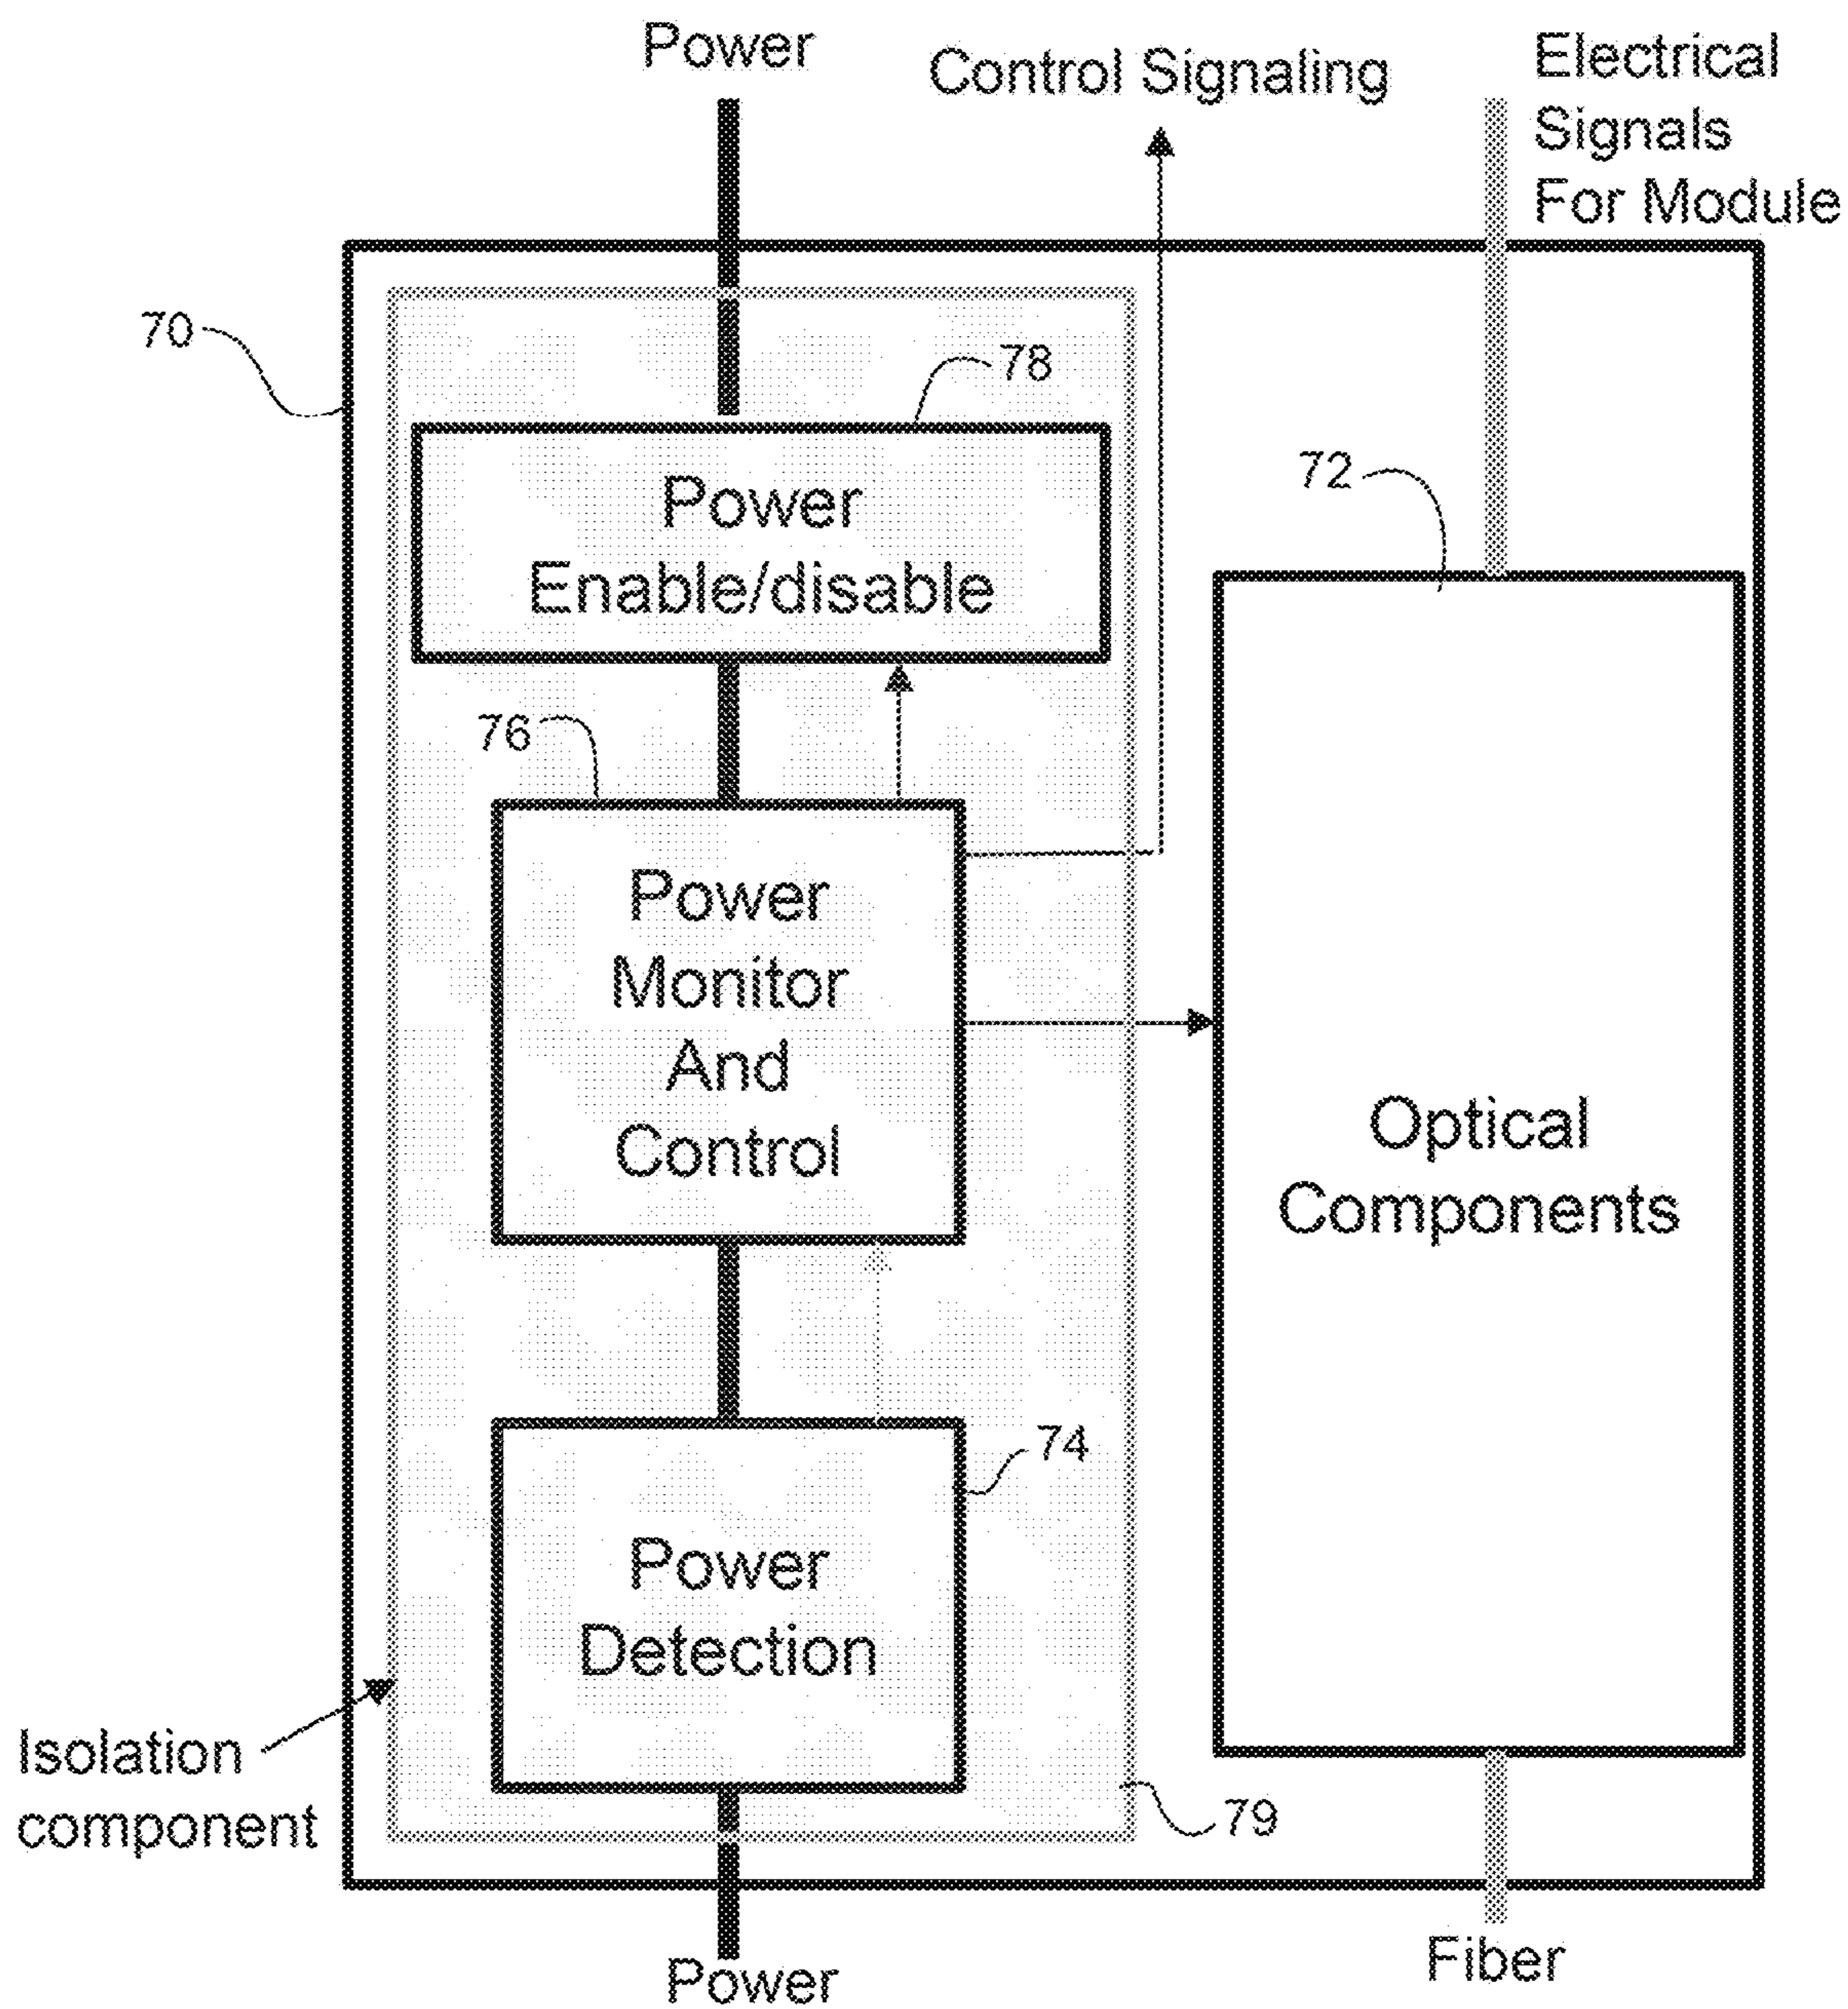 Power
Control Signaling
Electrical
Signals
For Module
70
78
Power
Enable/disable
72
76
Power
Monitor
And
Control
Optical
Components
74
Power
Detection
Isolation
component
79
Power
Fiber